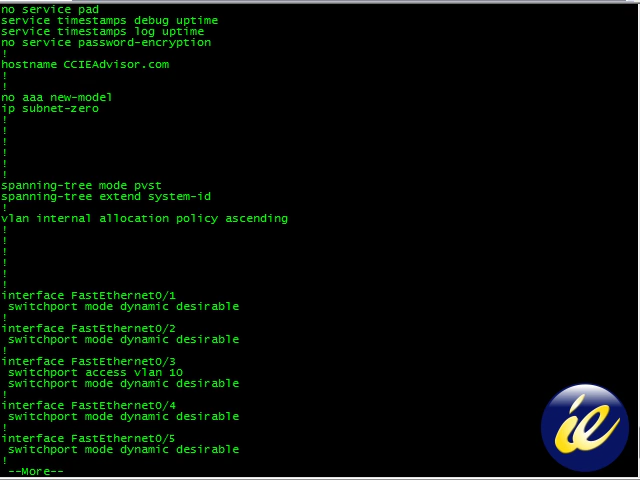 no service pad
service timestamps debug uptime
service timestamps log uptime
no service password-encryption
!
hostname CCIEAdvisor.com
!
!
no aaa new-model
ip subnet-zero
!
!
!
!
!
!
spanning-tree mode pvst
spanning-tree extend system-id
!
vlan internal allocation policy ascending
!
!
!
!
!
!
interface FastEthernet0/1
 switchport mode dynamic desirable
!
interface FastEthernet0/2
 switchport mode dynamic desirable
!
interface FastEthernet0/3
 switchport access vlan 10
 switchport mode dynamic desirable
!
interface FastEthernet0/4
 switchport mode dynamic desirable
!
interface FastEthernet0/5
 switchport mode dynamic desirable
!
 --More--
ie